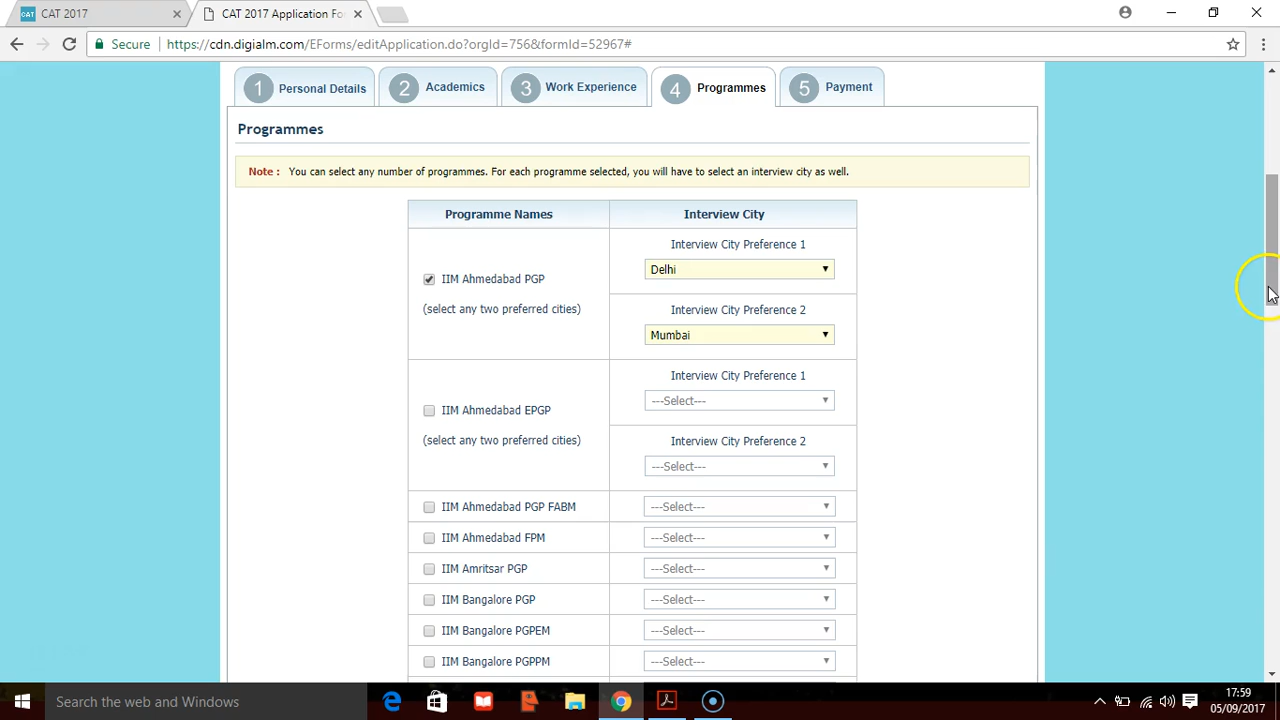 CAT 2017
CAT 2017 Application Fo
Secure https://cdn.digialm.com/EForms/editApplication.do?orgId=756&formId=52967#
1 Personal Details
2 Academics
3 Work Experience
4 Programmes
5 Payment
Programmes
Note : You can select any number of programmes. For each programme selected, you will have to select an interview city as well.
Programme Names Interview City
Interview City Preference 1
Delhi
IIM Ahmedabad PGP
(select any two preferred cities)
Interview City Preference 2
Mumbai
Interview City Preference 1
---Select---
IIM Ahmedabad EPGP
(select any two preferred cities)
Interview City Preference 2
---Select---
IIM Ahmedabad PGP FABM ---Select---
IIM Ahmedabad FPM ---Select---
IIM Amritsar PGP ---Select---
IIM Bangalore PGP ---Select---
IIM Bangalore PGPEM ---Select---
IIM Bangalore PGPPM ---Select---
Search the web and Windows
17:59
05/09/2017